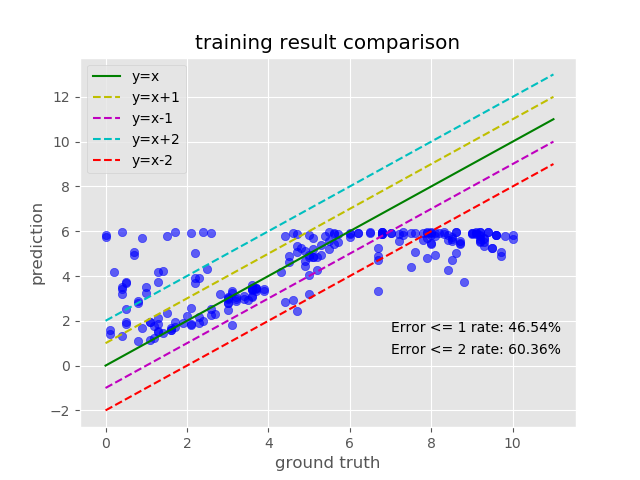 training result comparison
y=x
y=x+1
y=x-1
y=x+2
y=x-2
12
10
8
6
4
2
0
−2
prediction
Error <= 1 rate: 46.54%
Error <= 2 rate: 60.36%
0 2 4 6 8 10
ground truth